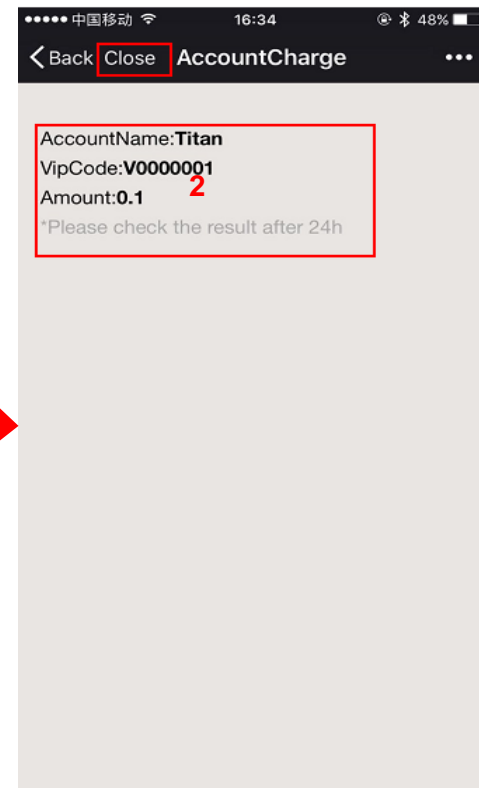 中国移动 16:34 48%
Back Close AccountCharge
AccountName:Titan
VipCode:V0000001
2
Amount:0.1
*Please check the result after 24h